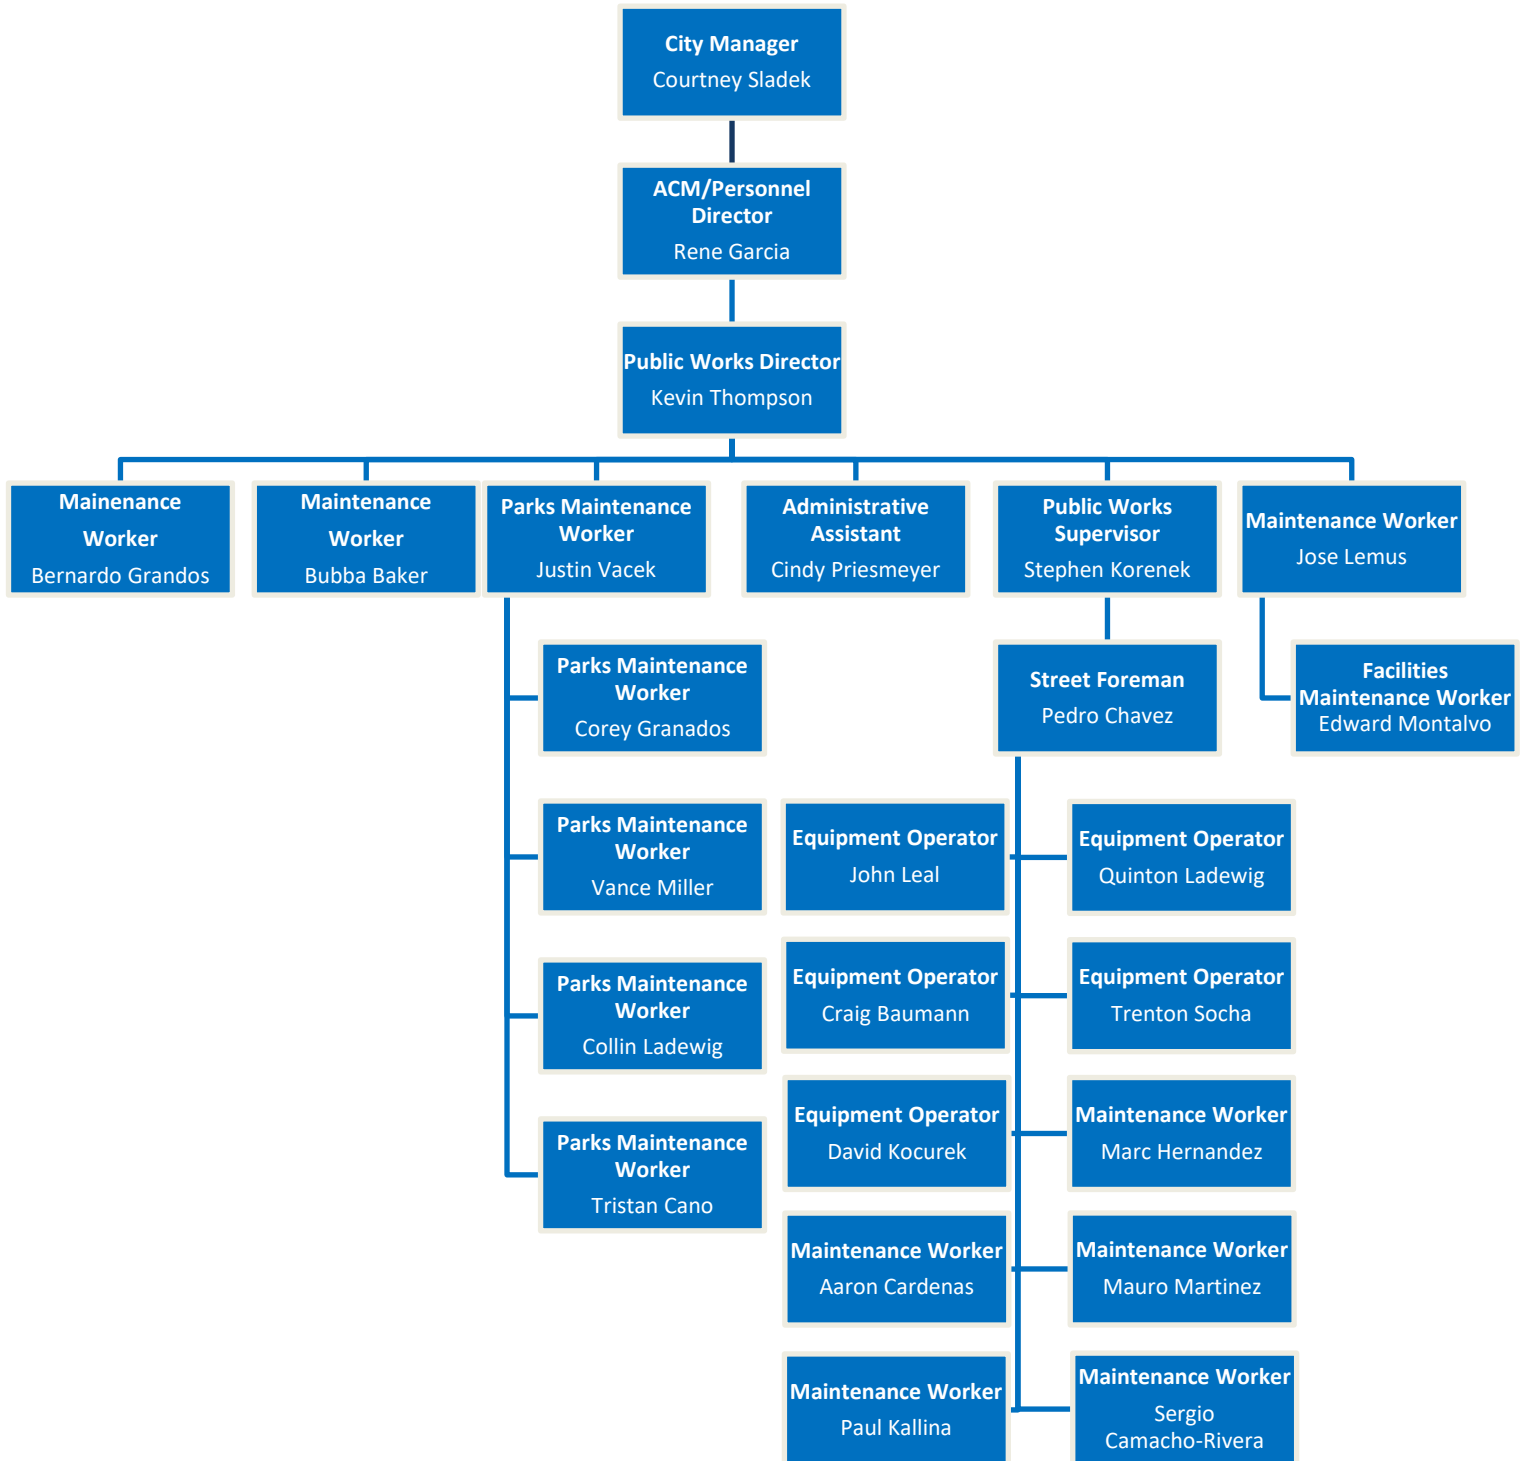 City Manager
Courtney Sladek
ACM/Personnel
Director
Rene Garcia
Public Works Director
Kevin Thompson
Mainenance
Worker
Bernardo Grandos
Maintenance
Worker
Bubba Baker
Parks Maintenance
Worker
Justin Vacek
Administrative
Assistant
Cindy Priesmeyer
Public Works
Supervisor
Stephen Korenek
Maintenance Worker
Jose Lemus
Parks Maintenance
Worker
Corey Granados
Street Foreman
Pedro Chavez
Facilities
Maintenance Worker
Edward Montalvo
Parks Maintenance
Worker
Vance Miller
Equipment Operator
John Leal
Equipment Operator
Quinton Ladewig
Parks Maintenance
Worker
Collin Ladewig
Equipment Operator
Craig Baumann
Equipment Operator
Trenton Socha
Parks Maintenance
Worker
Tristan Cano
Equipment Operator
David Kocurek
Maintenance Worker
Marc Hernandez
Maintenance Worker
Aaron Cardenas
Maintenance Worker
Mauro Martinez
Maintenance Worker
Paul Kallina
Maintenance Worker
Sergio
Camacho-Rivera